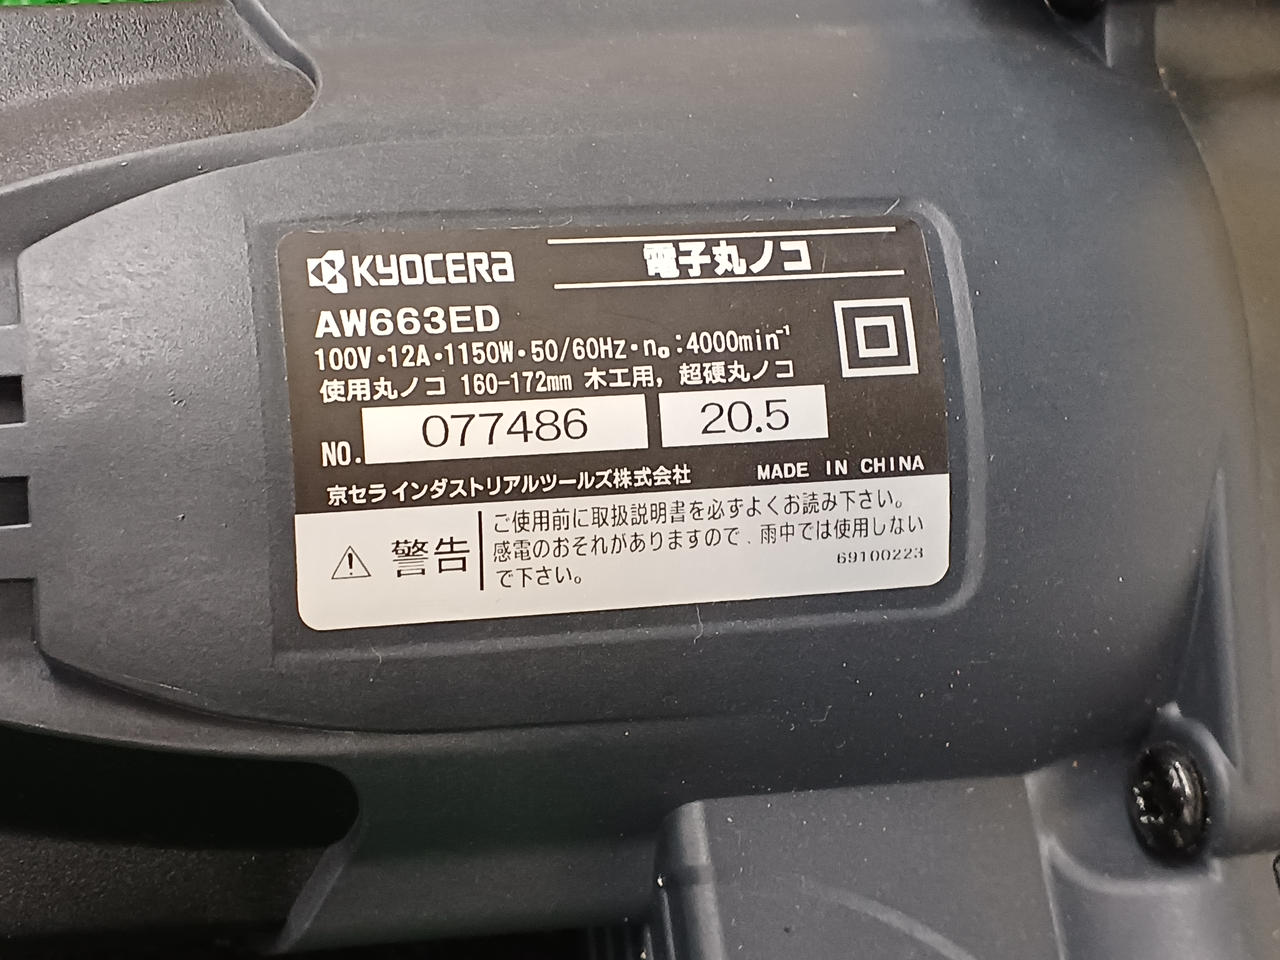 KYOCERA
電子丸ノコ
AW663ED
100V・12A・1150W・50/60Hz・n₀:4000min⁻¹
使用丸ノコ 160-172mm 木工用, 超硬丸ノコ
NO. 077486 20.5
京セラインダストリアルツールズ株式会社 MADE IN CHINA
⚠ 警告
ご使用前に取扱説明書を必ずよくお読み下さい。
感電のおそれがありますので、雨中では使用しない
で下さい。
69100223